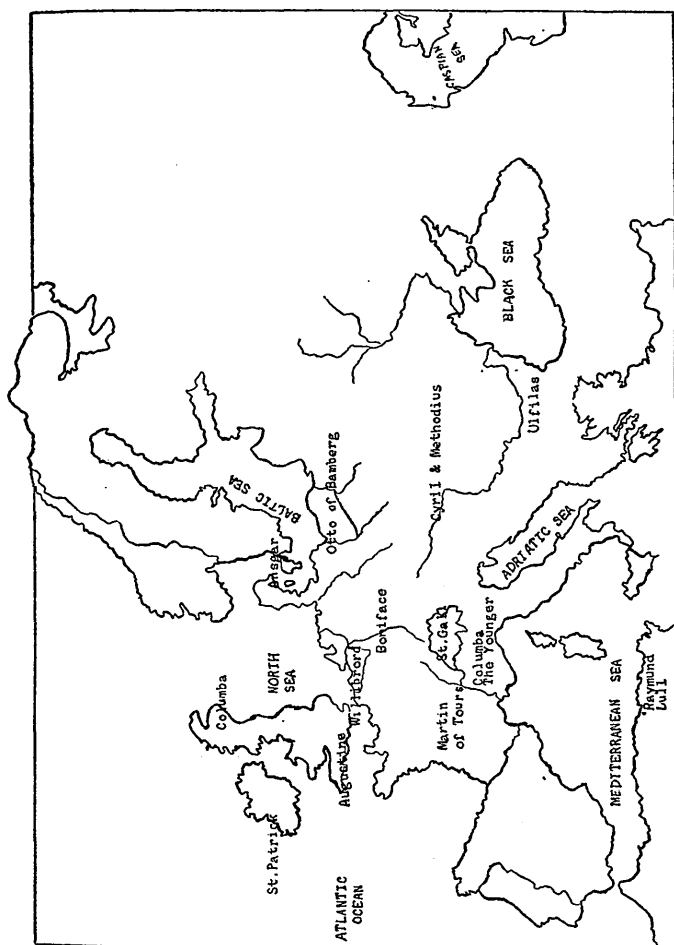 CASPIAN
SEA
BLACK SEA
BALTIC SEA
Otto of Bamberg
Ansgar
Cyril & Methodius
Ulfilas
ADRIATIC SEA
Columba
NORTH
SEA
Boniface
St.Gall
Willibrord
Columba
The Younger
Augustine
Martin
of Tours
St.Patrick
MEDITERRANEAN SEA
Raymund
Lull
ATLANTIC
OCEAN